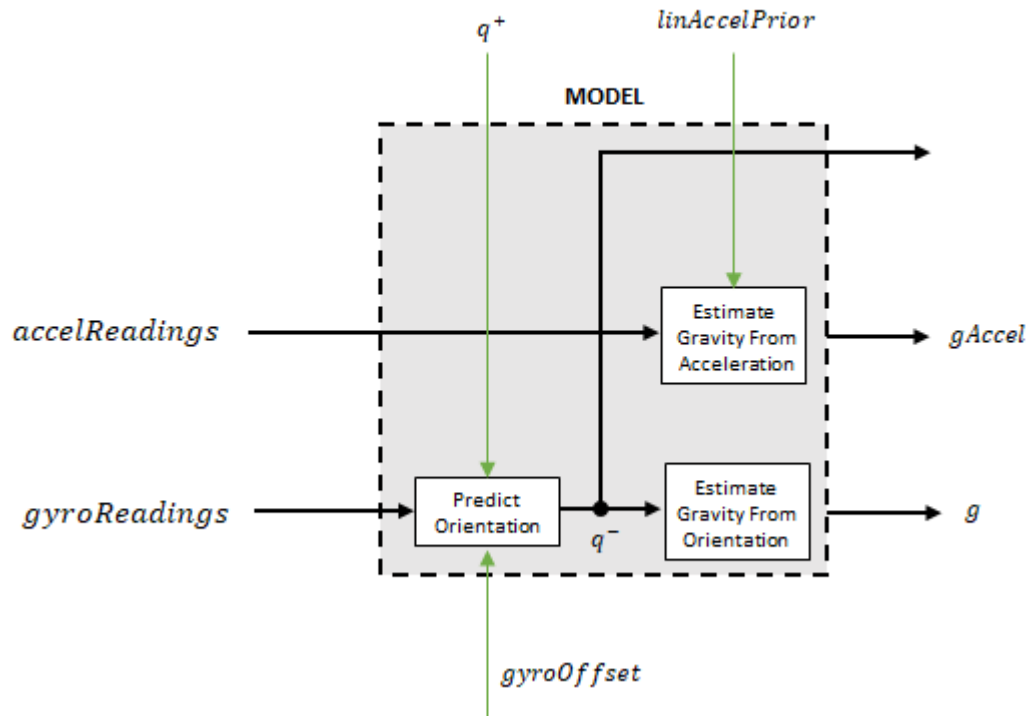 q⁺
linAccelPrior
MODEL
Estimate
Gravity From
Acceleration
accelReadings
gAccel
Predict
Orientation
Estimate
Gravity From
Orientation
gyroReadings
q⁻
g
gyroOffset